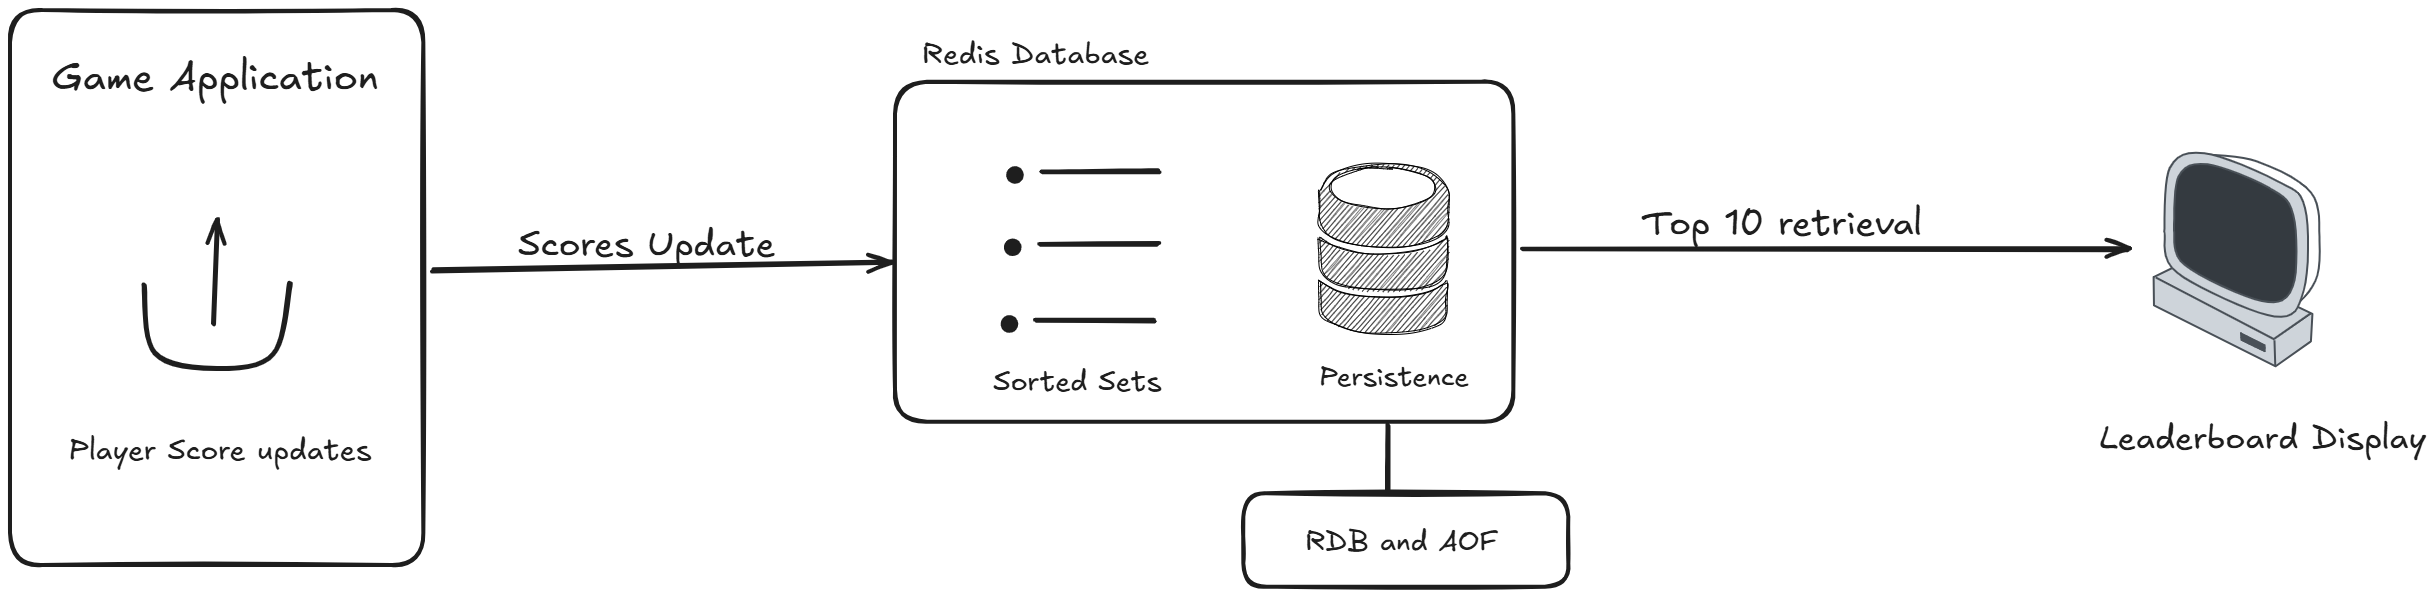 Game Application
Player Score updates
Scores Update
Redis Database
Sorted Sets
Persistence
RDB and AOF
Top 10 retrieval
Leaderboard Display